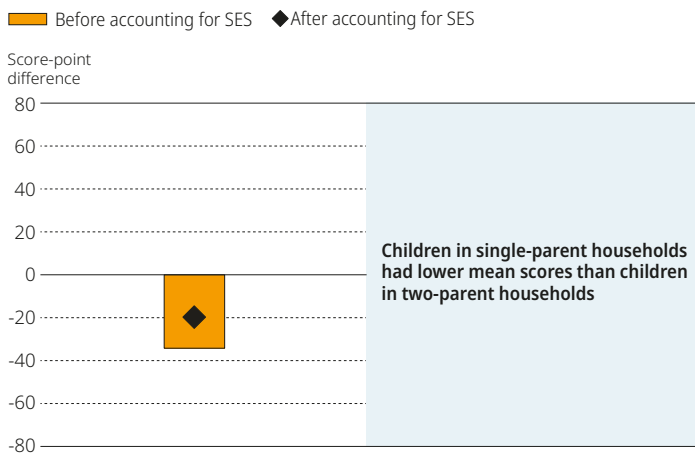 Before accounting for SES After accounting for SES
Score-point
difference
80
60
40
20
0
-20
-40
-60
-80
Children in single-parent households
had lower mean scores than children
in two-parent households